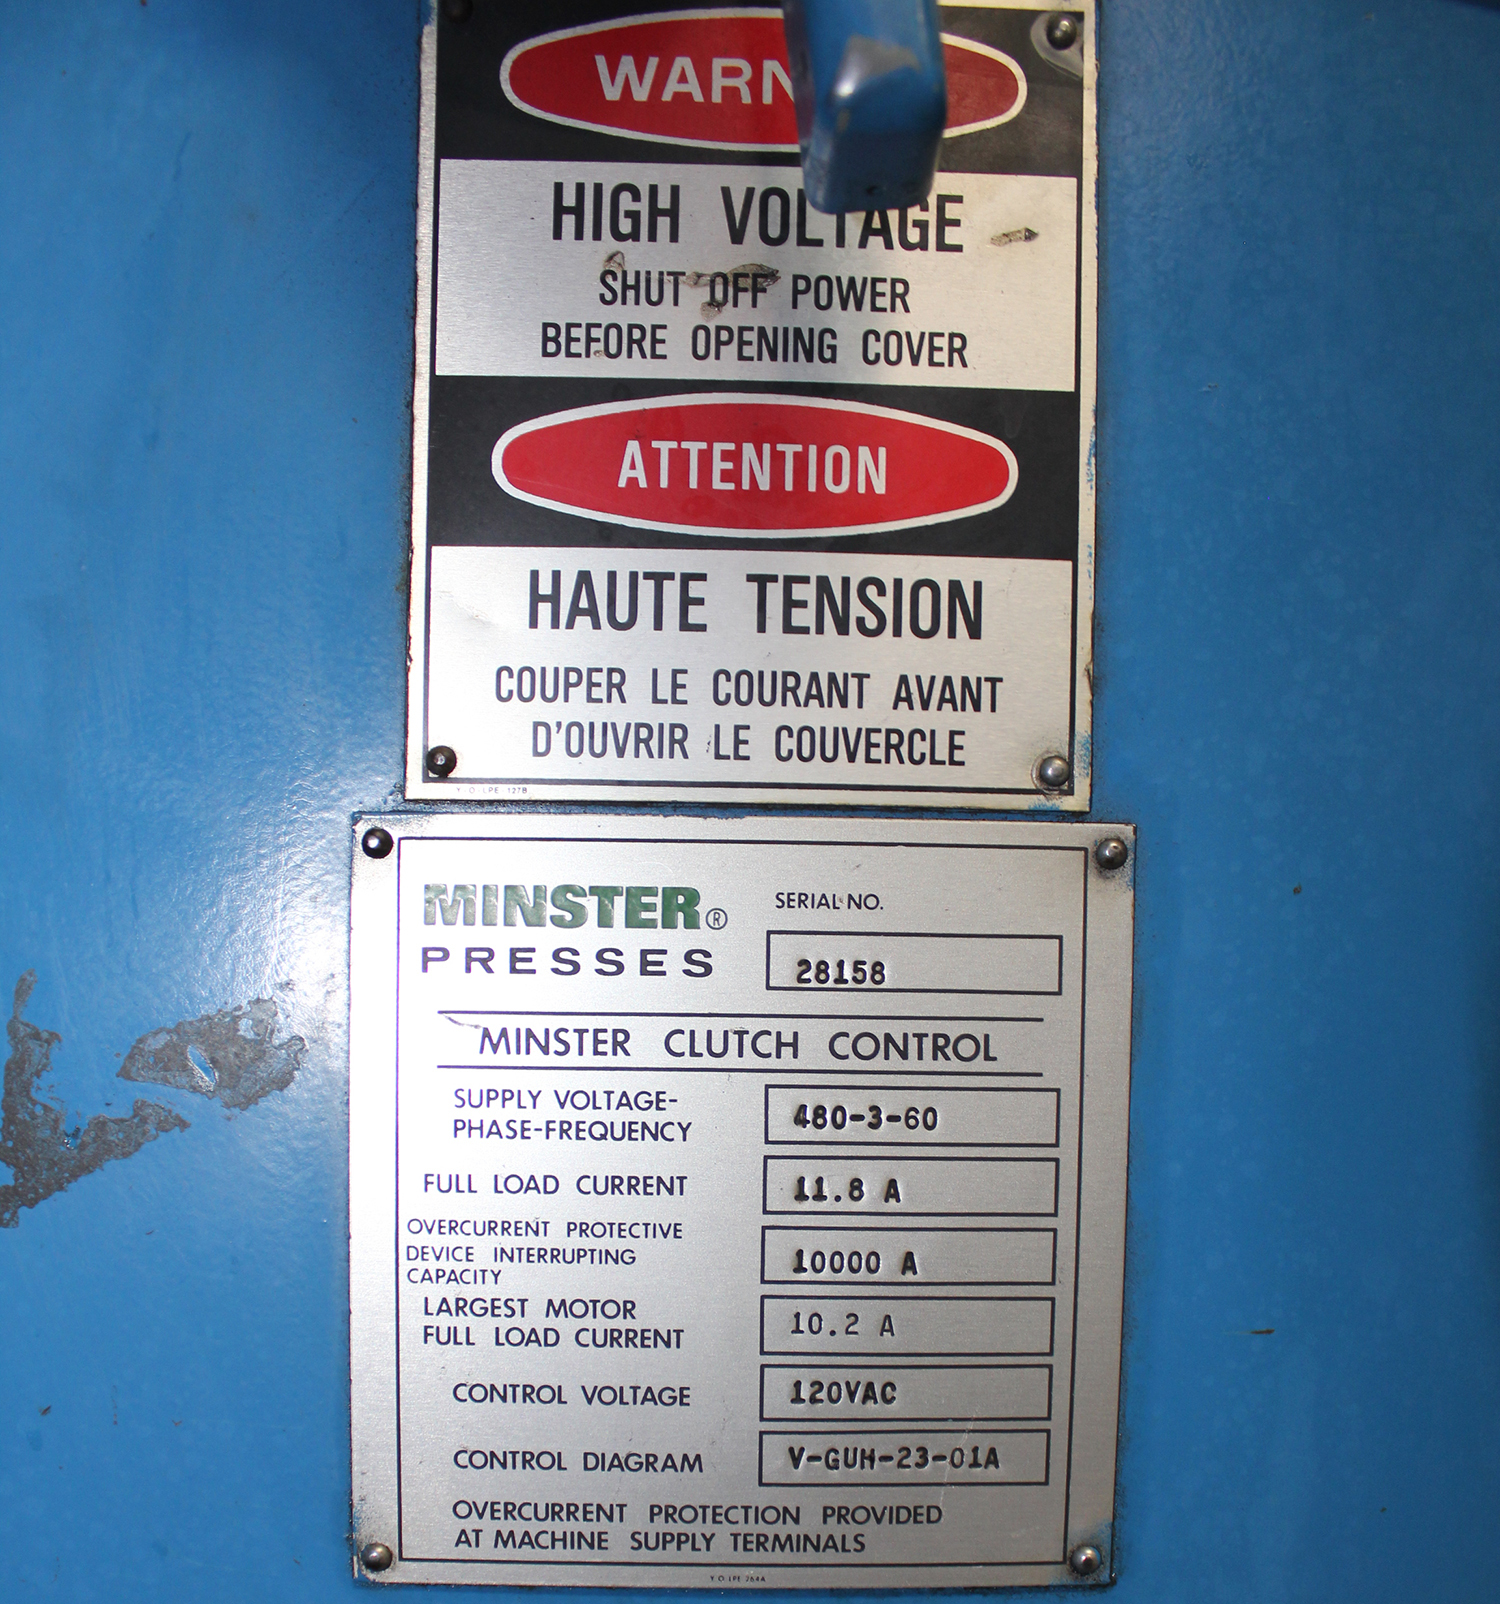 WARN
HIGH VOLTAGE
SHUT OFF POWER
BEFORE OPENING COVER
ATTENTION
HAUTE TENSION
COUPER LE COURANT AVANT
D'OUVRIR LE COUVERCLE
Y O LPE 127B
MINSTER®
PRESSES
SERIAL NO.
28158
MINSTER CLUTCH CONTROL
SUPPLY VOLTAGE-
PHASE-FREQUENCY
480-3-60
FULL LOAD CURRENT
11.8 A
OVERCURRENT PROTECTIVE
DEVICE INTERRUPTING
CAPACITY
10000 A
LARGEST MOTOR
FULL LOAD CURRENT
10.2 A
CONTROL VOLTAGE
120VAC
CONTROL DIAGRAM
V-GUH-23-01A
OVERCURRENT PROTECTION PROVIDED
AT MACHINE SUPPLY TERMINALS